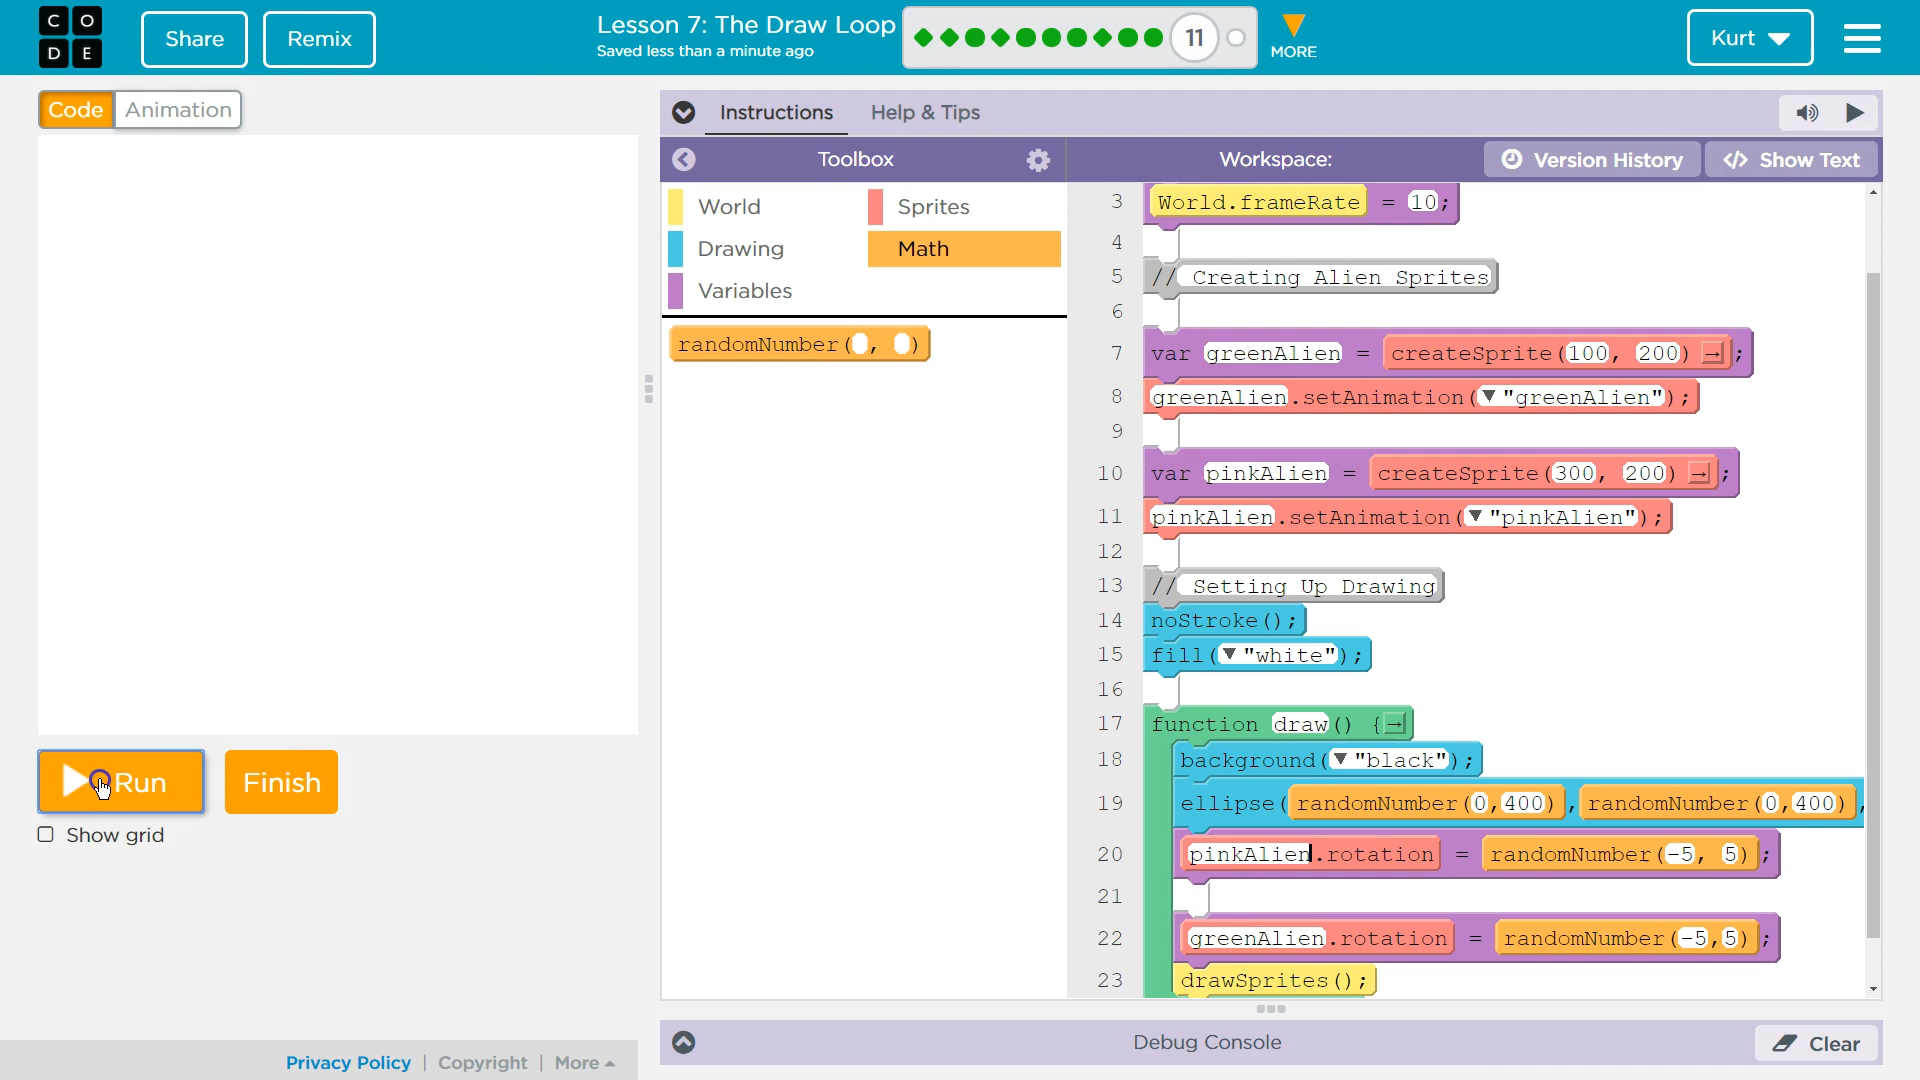 C O D E
Share
Remix
Lesson 7: The Draw Loop
Saved less than a minute ago
11
MORE
Kurt
Code
Animation
Instructions
Help & Tips
Toolbox
Workspace:
Version History
</> Show Text
World
Sprites
Drawing
Math
Variables
randomNumber( , )
3 World.frameRate = 10;
4
5 // Creating Alien Sprites
6
7 var greenAlien = createSprite(100, 200) → ;
8 greenAlien.setAnimation(▼ "greenAlien");
9
10 var pinkAlien = createSprite(300, 200) → ;
11 pinkAlien.setAnimation(▼ "pinkAlien");
12
13 // Setting Up Drawing
14 noStroke();
15 fill(▼ "white");
16
17 function draw() { →
18 background(▼ "black");
19 ellipse(randomNumber(0,400),randomNumber(0,400),
20 pinkAlien.rotation = randomNumber(-5, 5);
21
22 greenAlien.rotation = randomNumber(-5,5);
23 drawSprites();
Run
Finish
Show grid
Debug Console
Clear
Privacy Policy | Copyright | More